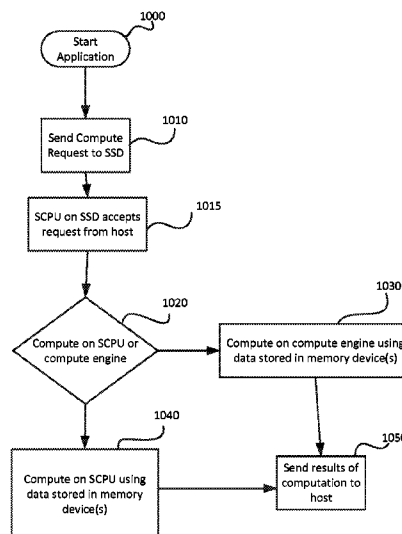 1000
Start
Application
1010
Send Compute
Request to SSD
1015
SCPU on SSD accepts
request from host
1020
Compute on SCPU or
compute engine
1030
Compute on compute engine using
data stored in memory device(s)
1040
Compute on SCPU using
data stored in memory
device(s)
1050
Send results of
computation to
host